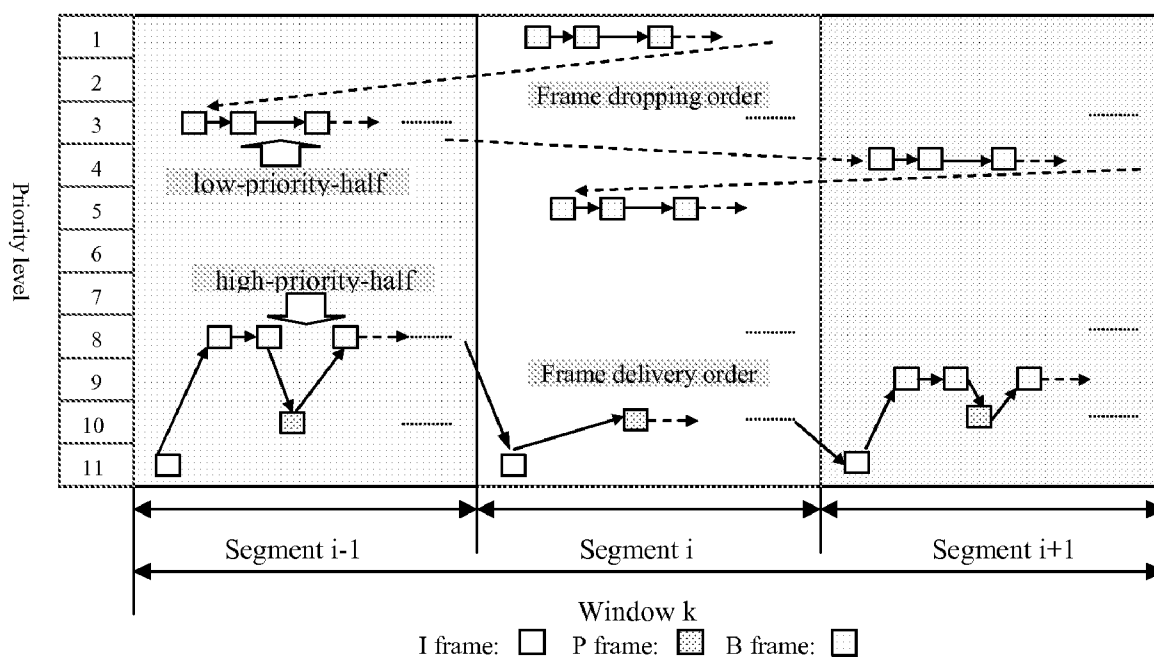 Priority level
1
2
3
4
5
6
7
8
9
10
11
Frame dropping order
low-priority-half
high-priority-half
Frame delivery order
Segment i-1
Segment i
Segment i+1
Window k
I frame:
P frame:
B frame: